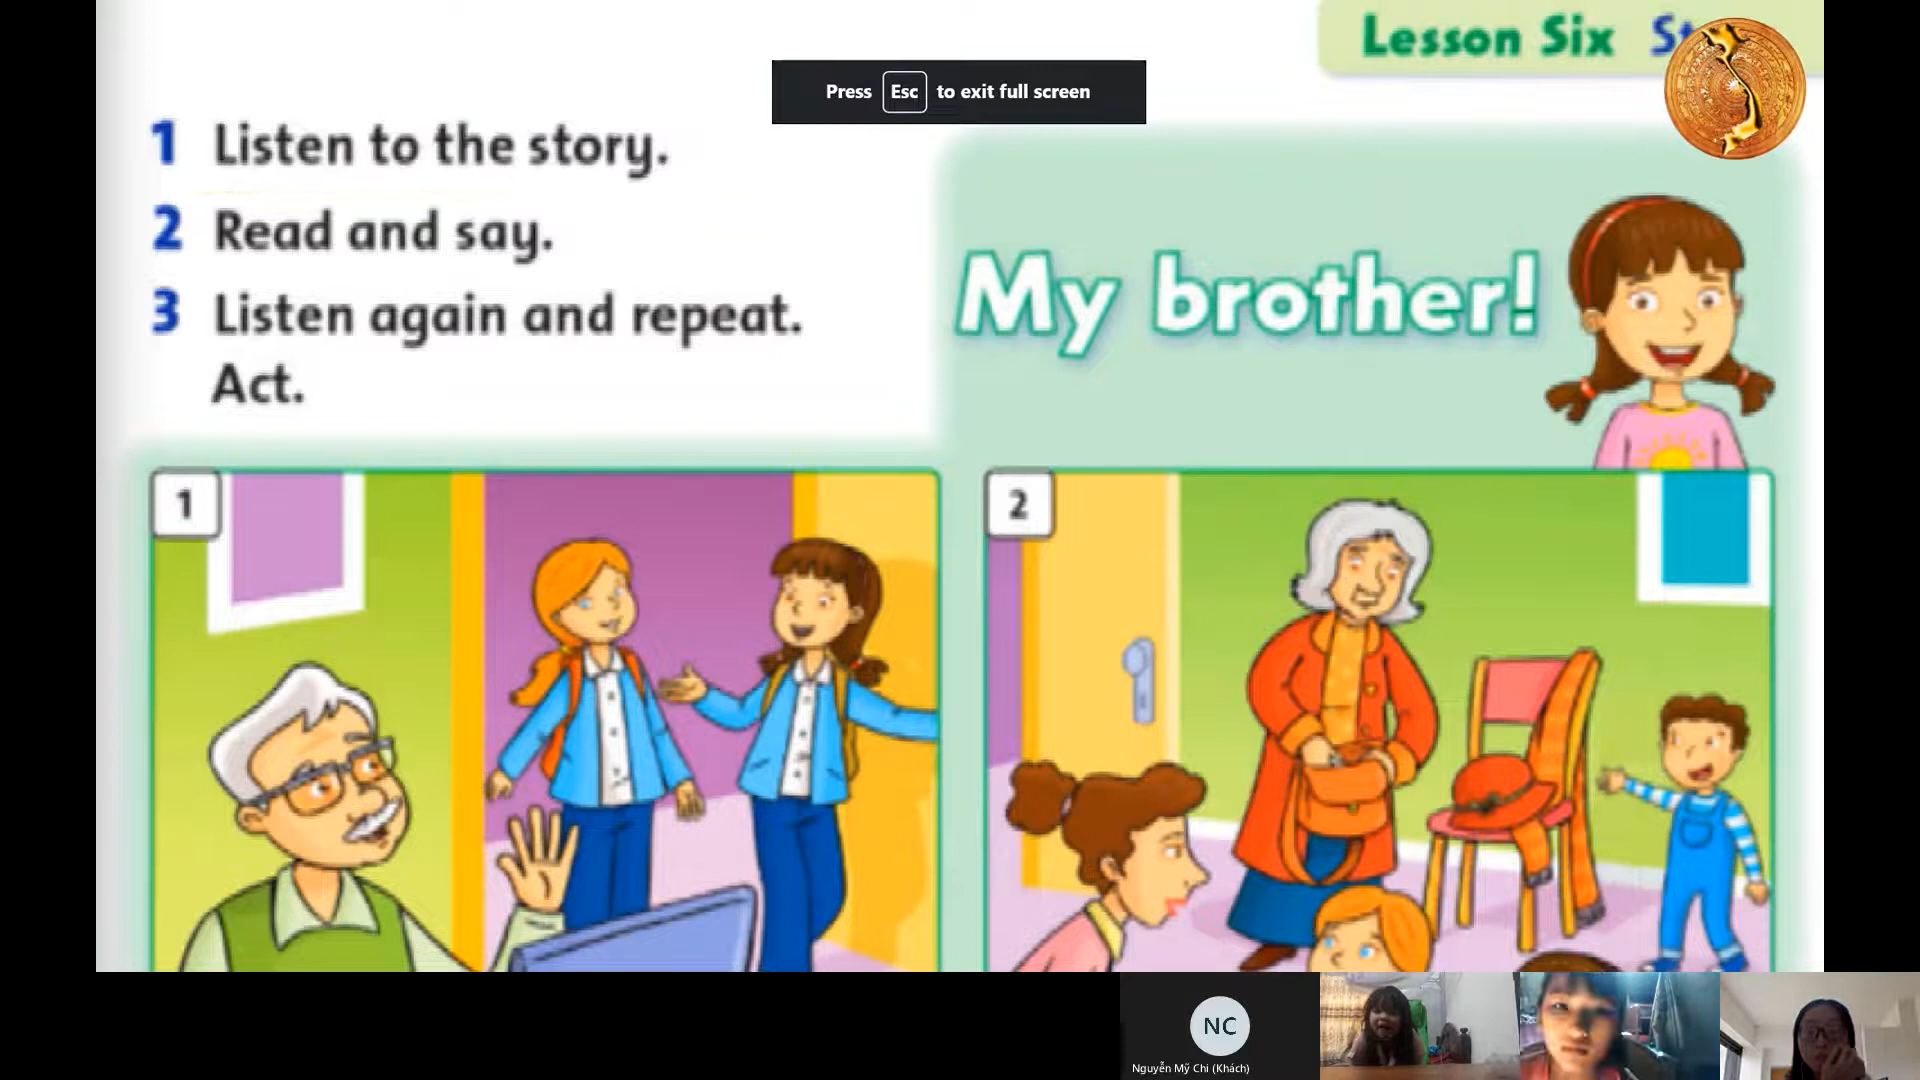 Lesson Six
Press Esc to exit full screen
1 Listen to the story.
2 Read and say.
3 Listen again and repeat.
Act.
My brother!
1
2
NC
Nguyễn Mỹ Chi (Khách)